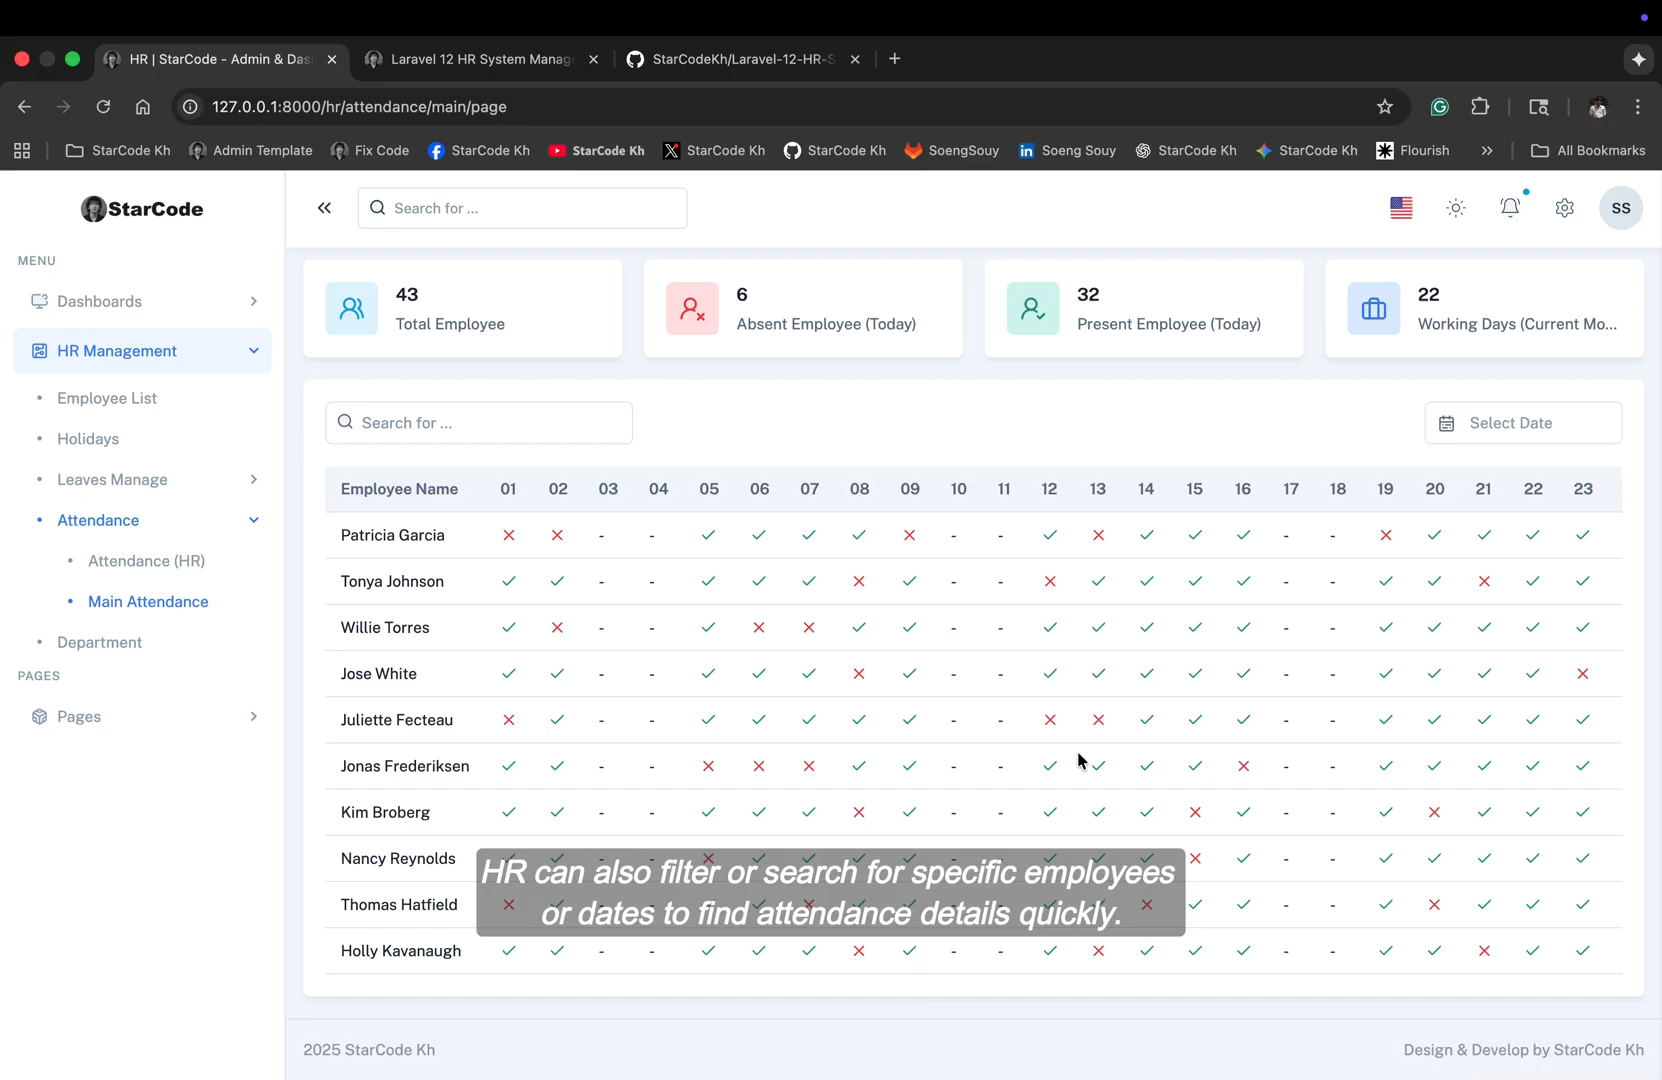 HR | StarCode - Admin & Das
Laravel 12 HR System Manag
StarCodeKh/Laravel-12-HR-S
127.0.0.1:8000/hr/attendance/main/page
StarCode Kh
Admin Template
Fix Code
StarCode Kh
StarCode Kh
StarCode Kh
StarCode Kh
SoengSouy
Soeng Souy
StarCode Kh
StarCode Kh
Flourish
All Bookmarks
StarCode
Search for ...
SS
MENU
Dashboards
HR Management
Employee List
Holidays
Leaves Manage
Attendance
Attendance (HR)
Main Attendance
Department
PAGES
Pages
43
Total Employee
6
Absent Employee (Today)
32
Present Employee (Today)
22
Working Days (Current Mo...
Search for ...
Select Date
Employee Name 01 02 03 04 05 06 07 08 09 10 11 12 13 14 15 16 17 18 19 20 21 22 23
Patricia Garcia
Tonya Johnson
Willie Torres
Jose White
Juliette Fecteau
Jonas Frederiksen
Kim Broberg
Nancy Reynolds
Thomas Hatfield
Holly Kavanaugh
HR can also filter or search for specific employees
or dates to find attendance details quickly.
2025 StarCode Kh
Design & Develop by StarCode Kh